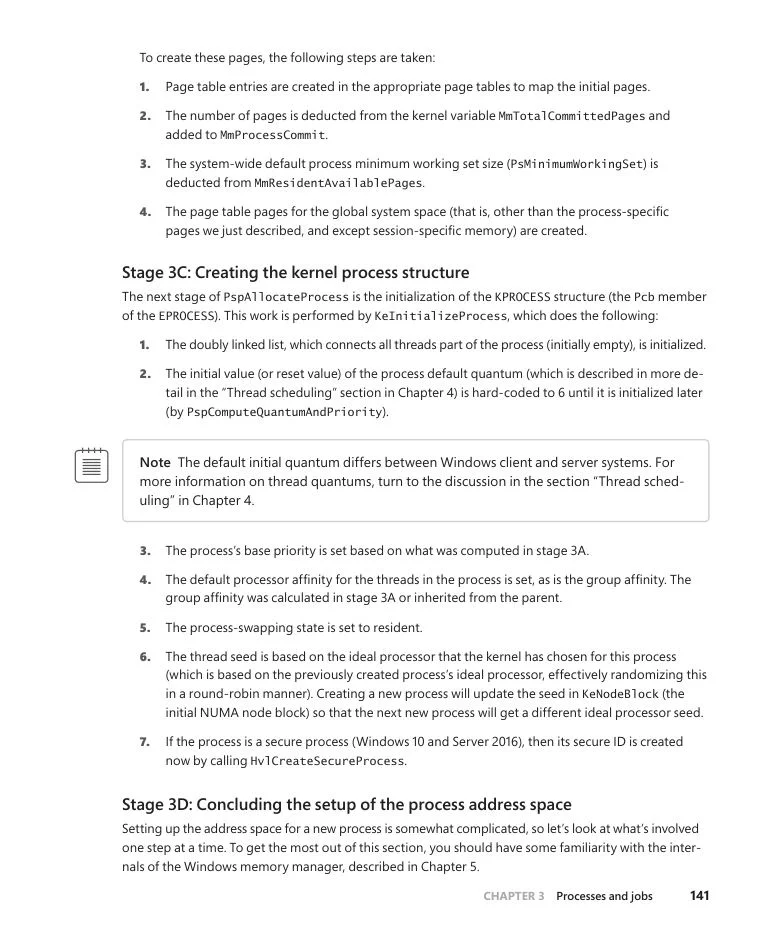 To create these pages, the following steps are taken:
1. Page table entries are created in the appropriate page tables to map the initial pages.
2. The number of pages is deducted from the kernel variable MmTotalCommittedPages and
added to MmProcessCommit.
3. The system-wide default process minimum working set size (PsMinimumWorkingSet) is
deducted from MmResidentAvailablePages.
4. The page table pages for the global system space (that is, other than the process-specific
pages we just described, and except session-specific memory) are created.
Stage 3C: Creating the kernel process structure
The next stage of PspAllocateProcess is the initialization of the KPROCESS structure (the Pcb member
of the EPROCESS). This work is performed by KeInitializeProcess, which does the following:
1. The doubly linked list, which connects all threads part of the process (initially empty), is initialized.
2. The initial value (or reset value) of the process default quantum (which is described in more de-
tail in the “Thread scheduling” section in Chapter 4) is hard-coded to 6 until it is initialized later
(by PspComputeQuantumAndPriority).
Note The default initial quantum differs between Windows client and server systems. For
more information on thread quantums, turn to the discussion in the section “Thread sched-
uling” in Chapter 4.
3. The process’s base priority is set based on what was computed in stage 3A.
4. The default processor affinity for the threads in the process is set, as is the group affinity. The
group affinity was calculated in stage 3A or inherited from the parent.
5. The process-swapping state is set to resident.
6. The thread seed is based on the ideal processor that the kernel has chosen for this process
(which is based on the previously created process’s ideal processor, effectively randomizing this
in a round-robin manner). Creating a new process will update the seed in KeNodeBlock (the
initial NUMA node block) so that the next new process will get a different ideal processor seed.
7. If the process is a secure process (Windows 10 and Server 2016), then its secure ID is created
now by calling HvlCreateSecureProcess.
Stage 3D: Concluding the setup of the process address space
Setting up the address space for a new process is somewhat complicated, so let’s look at what’s involved
one step at a time. To get the most out of this section, you should have some familiarity with the inter-
nals of the Windows memory manager, described in Chapter 5.
CHAPTER 3 Processes and jobs 141